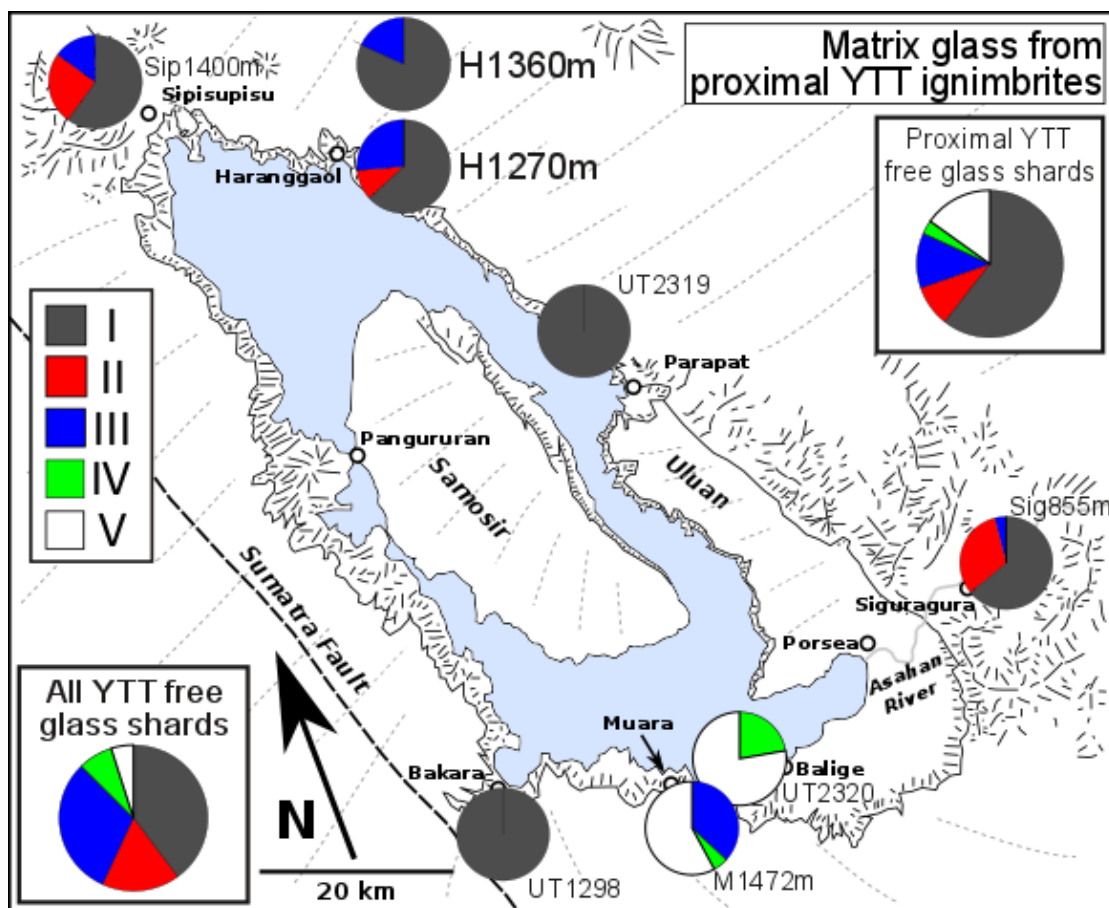 Matrix glass from
proximal YTT ignimbrites
Sip1400m
Sipisupisu
H1360m
H1270m
Haranggaol
Proximal YTT
free glass shards
UT2319
Parapat
I
II
III
IV
V
Pangururan
Samosir
Uluan
Sumatra Fault
Sig855m
Siguragura
Porsea
Asahan
River
All YTT free
glass shards
N
20 km
Bakara
UT1298
Muara
Balige
UT2320
M1472m